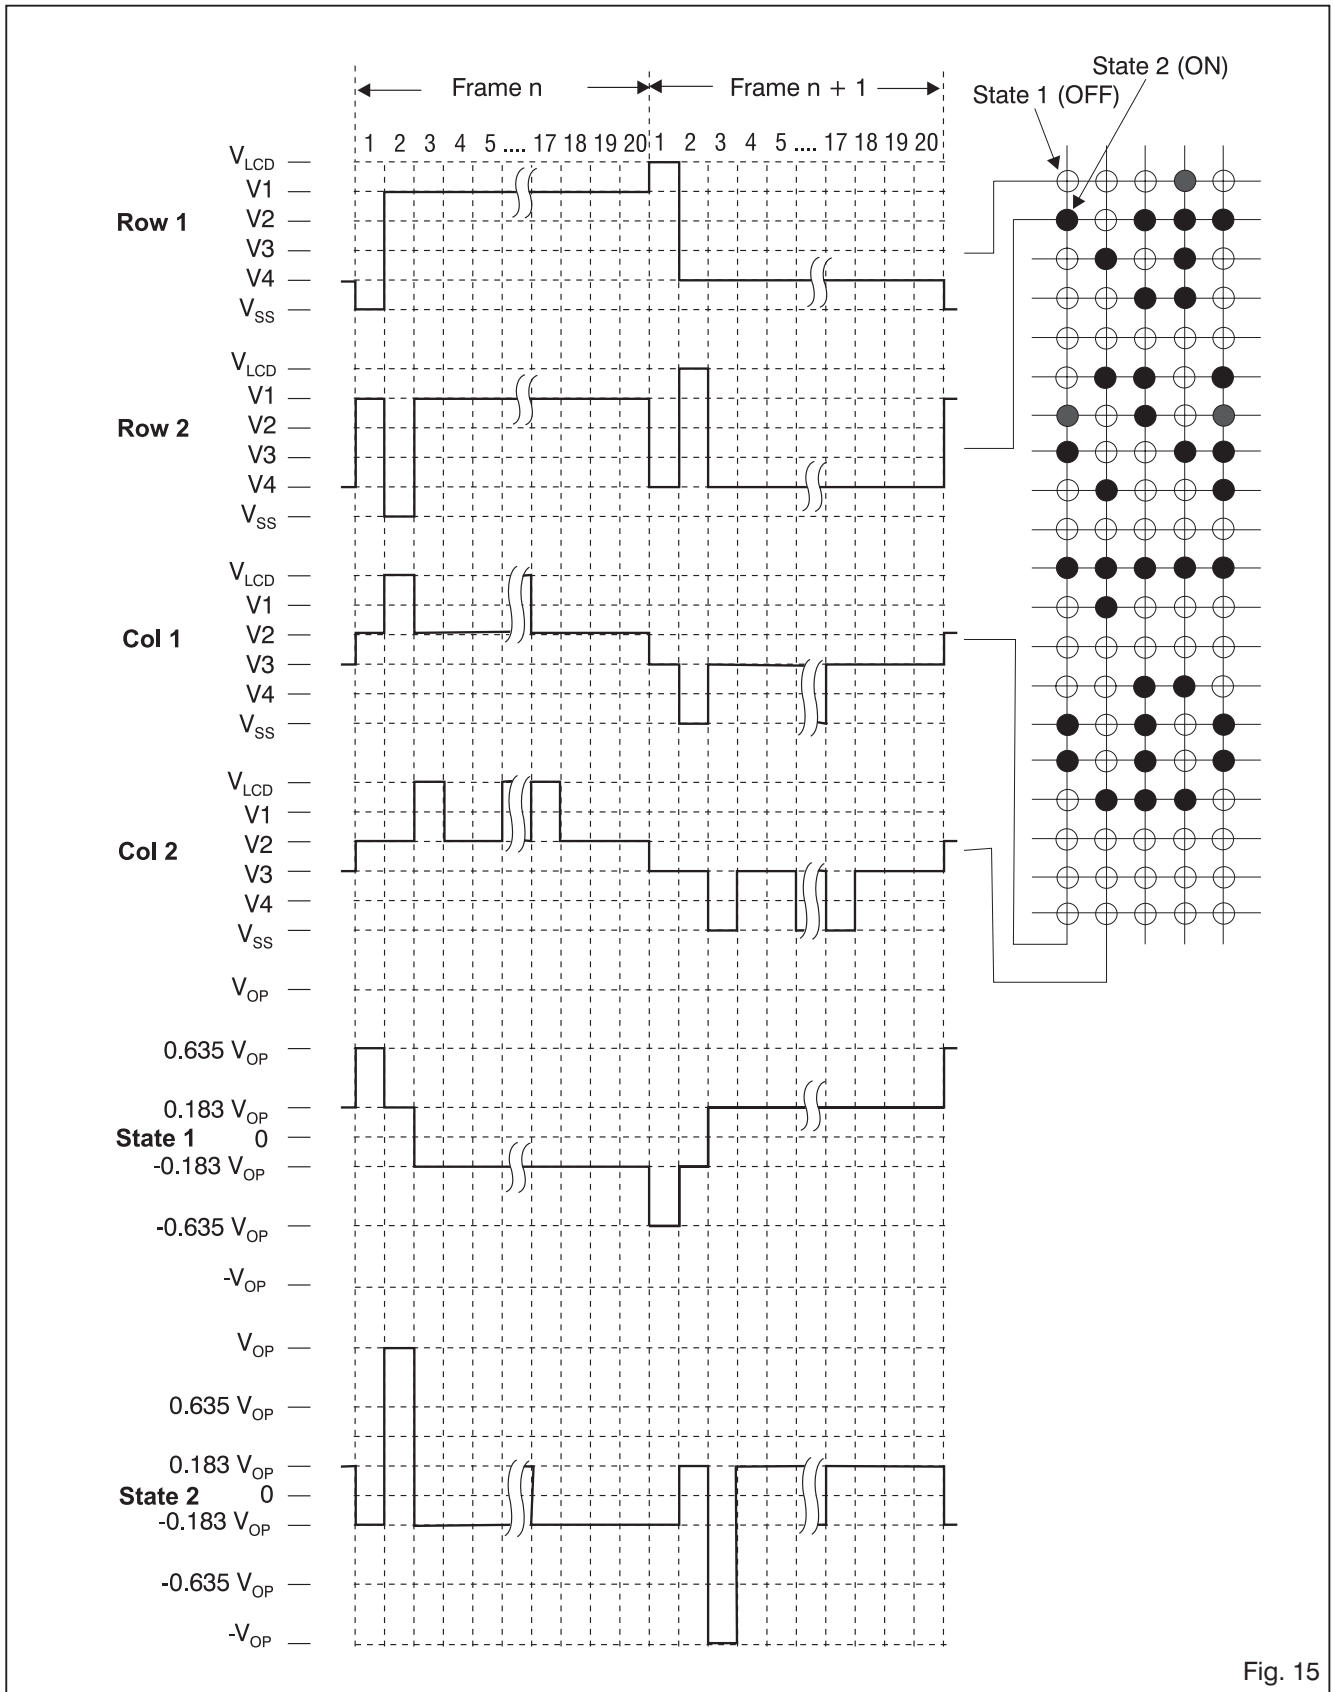 State 2 (ON)
State 1 (OFF)
Frame n
Frame n + 1
1 2 3 4 5 .... 17 18 19 20 1 2 3 4 5 .... 17 18 19 20
Row 1
VLCD
V1
V2
V3
V4
VSS
Row 2
VLCD
V1
V2
V3
V4
VSS
Col 1
VLCD
V1
V2
V3
V4
VSS
Col 2
VLCD
V1
V2
V3
V4
VSS
State 1
VOP
0.635 VOP
0.183 VOP
0
-0.183 VOP
-0.635 VOP
-VOP
State 2
VOP
0.635 VOP
0.183 VOP
0
-0.183 VOP
-0.635 VOP
-VOP
Fig. 15